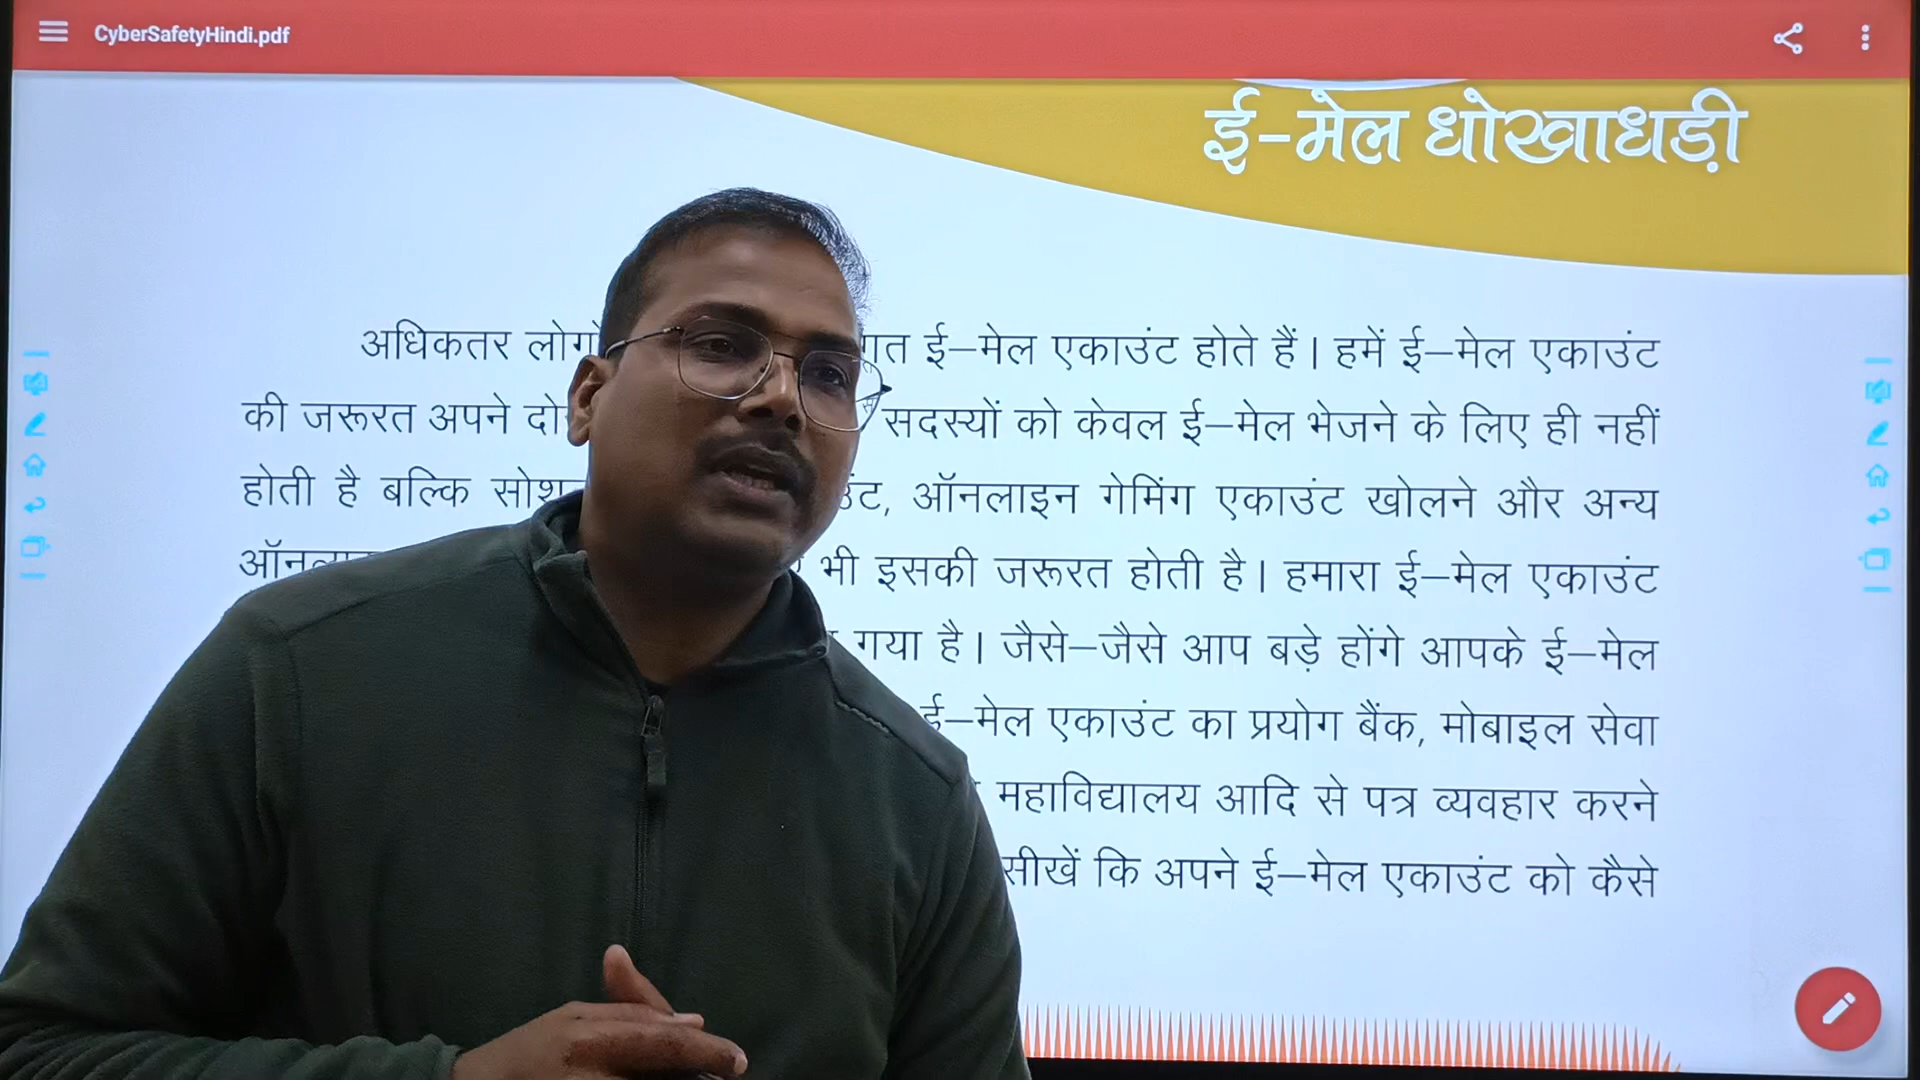 CyberSafetyHindi.pdf
ई-मेल धोखाधड़ी
अधिकतर ई–मेल एकाउंट होते हैं। हमें ई–मेल एकाउंट
की जरूरत अपने सदस्यों को केवल ई–मेल भेजने के लिए ही नहीं
होती है बल्कि ऑनलाइन गेमिंग एकाउंट खोलने और अन्य
भी इसकी जरूरत होती है। हमारा ई–मेल एकाउंट
गया है। जैसे–जैसे आप बड़े होंगे आपके ई–मेल
ई–मेल एकाउंट का प्रयोग बैंक, मोबाइल सेवा
महाविद्यालय आदि से पत्र व्यवहार करने
सीखें कि अपने ई–मेल एकाउंट को कैसे